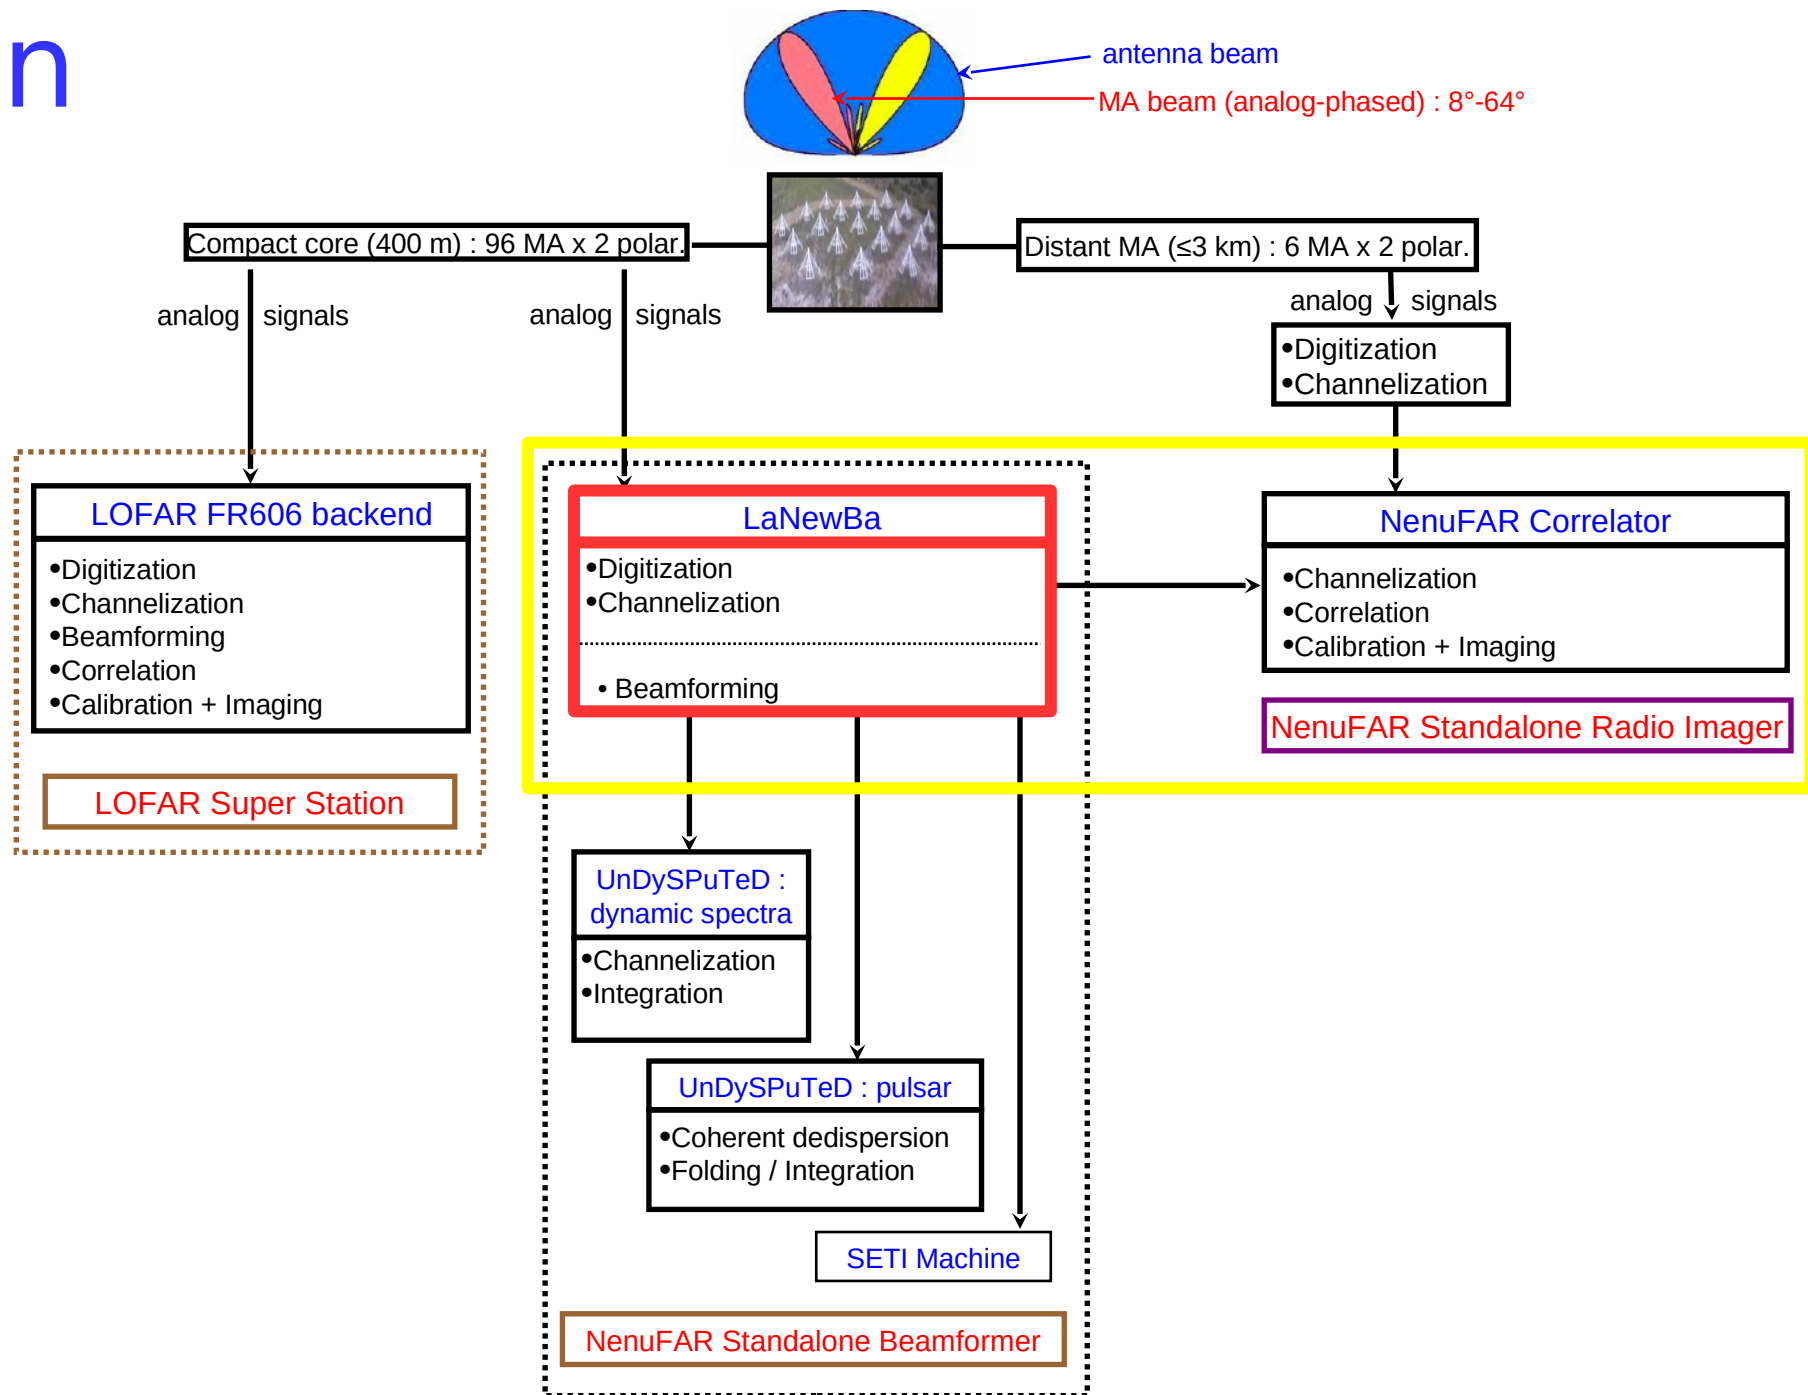 n
antenna beam
MA beam (analog-phased) : 8°-64°
Compact core (400 m) : 96 MA x 2 polar.
Distant MA (≤3 km) : 6 MA x 2 polar.
analog signals
analog signals
analog signals
•Digitization
•Channelization
LOFAR FR606 backend
•Digitization
•Channelization
•Beamforming
•Correlation
•Calibration + Imaging
LOFAR Super Station
LaNewBa
•Digitization
•Channelization
• Beamforming
NenuFAR Correlator
•Channelization
•Correlation
•Calibration + Imaging
NenuFAR Standalone Radio Imager
UnDySPuTeD :
dynamic spectra
•Channelization
•Integration
UnDySPuTeD : pulsar
•Coherent dedispersion
•Folding / Integration
SETI Machine
NenuFAR Standalone Beamformer